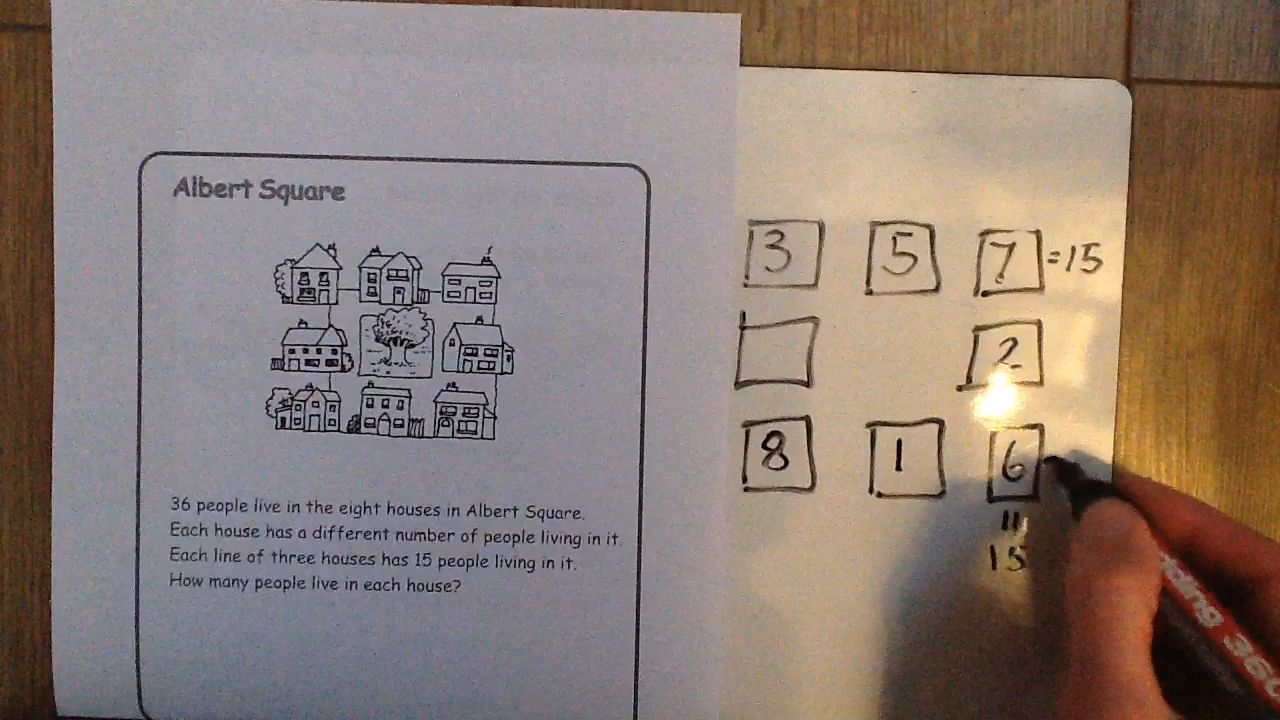 Albert Square
36 people live in the eight houses in Albert Square.
Each house has a different number of people living in it.
Each line of three houses has 15 people living in it.
How many people live in each house?
3 5 7 =15
2
8 1 6
=
15